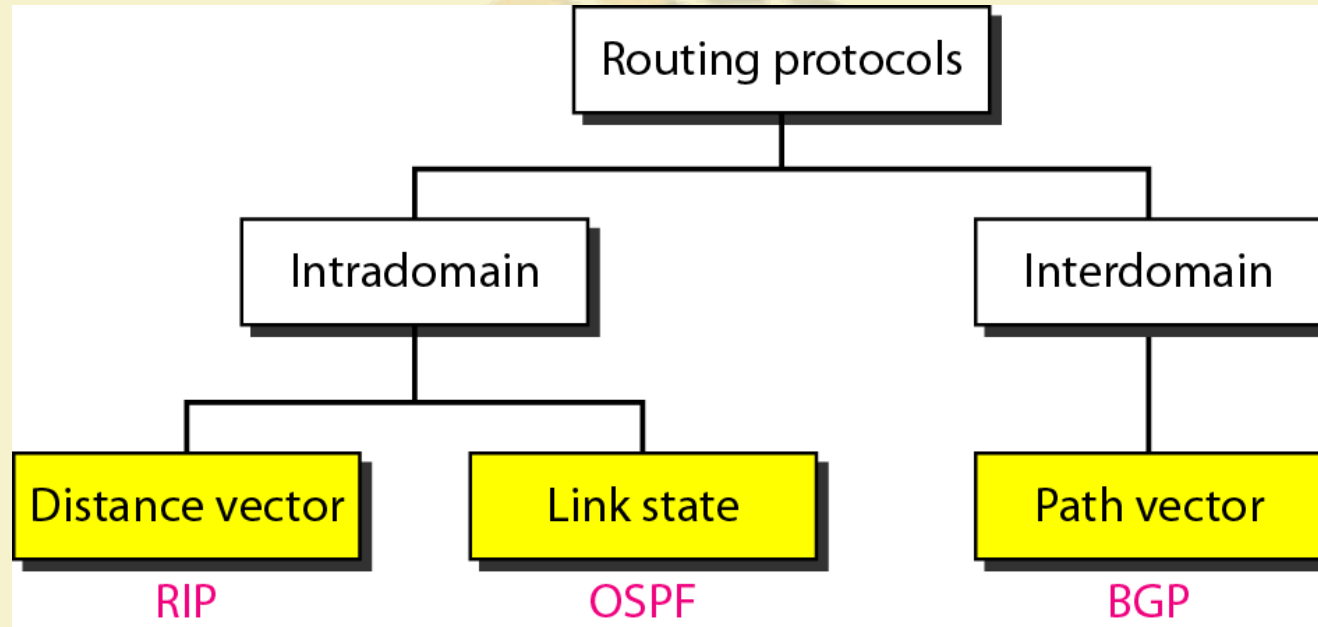 Routing protocols
Intradomain
Interdomain
Distance vector
Link state
Path vector
RIP
OSPF
BGP